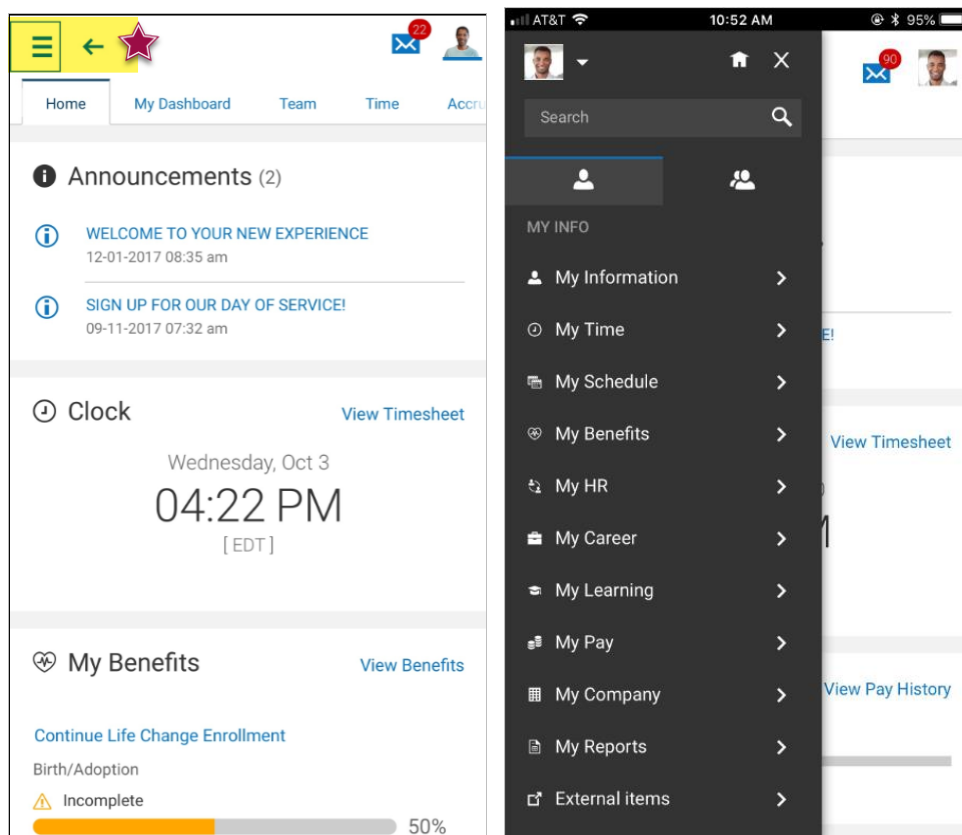 22
Home My Dashboard Team Time Accru
Announcements (2)
WELCOME TO YOUR NEW EXPERIENCE
12-01-2017 08:35 am
SIGN UP FOR OUR DAY OF SERVICE!
09-11-2017 07:32 am
Clock View Timesheet
Wednesday, Oct 3
04:22 PM
[ EDT ]
My Benefits View Benefits
Continue Life Change Enrollment
Birth/Adoption
Incomplete
50%
AT&T 10:52 AM 95%
90
Search
MY INFO
My Information
My Time
E!
My Schedule
My Benefits
View Timesheet
My HR
My Career
My Learning
My Pay
My Company
View Pay History
My Reports
External items